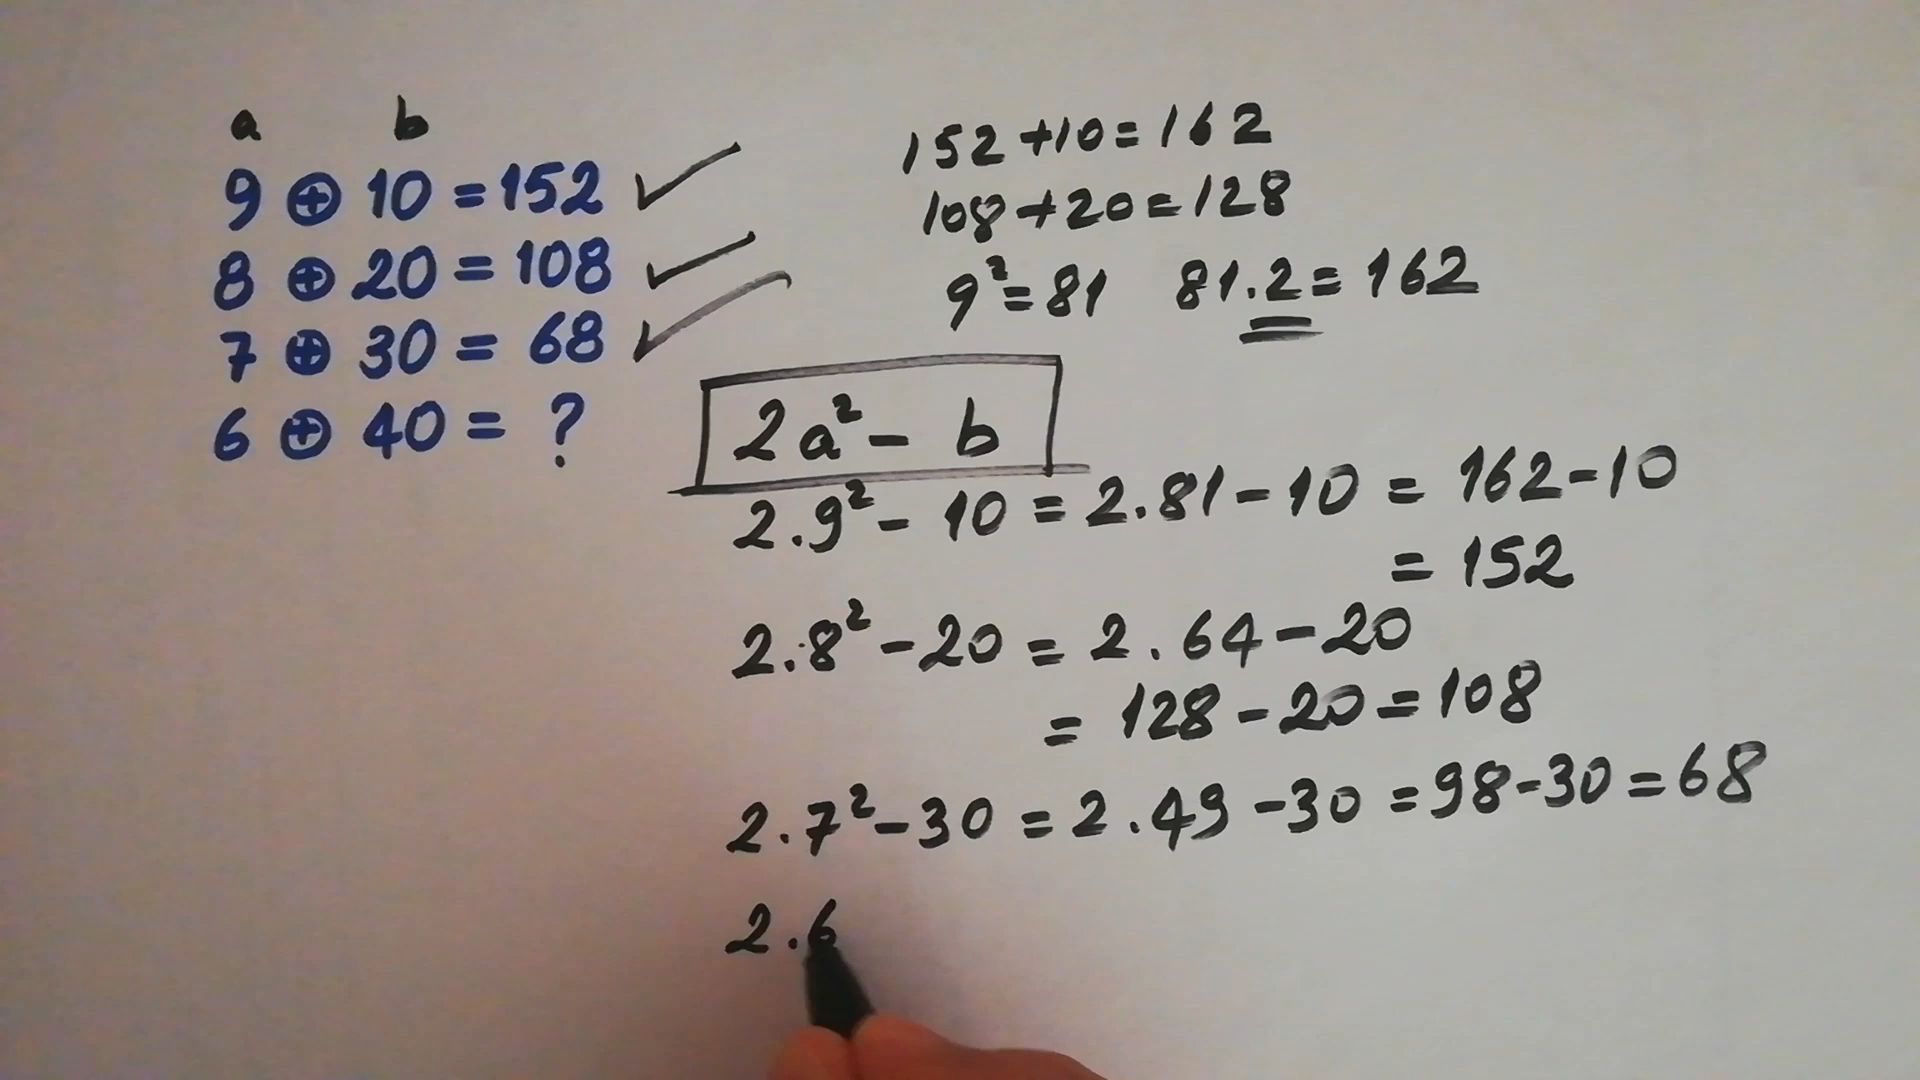 a b
9 ⊕ 10 = 152 ✓
8 ⊕ 20 = 108 ✓
7 ⊕ 30 = 68 ✓
6 ⊕ 40 = ?
152 + 10 = 162
108 + 20 = 128
9² = 81 81.2 = 162
2a² - b
2.9² - 10 = 2.81 - 10 = 162 - 10
= 152
2.8² - 20 = 2.64 - 20
= 128 - 20 = 108
2.7² - 30 = 2.49 - 30 = 98 - 30 = 68
2.6